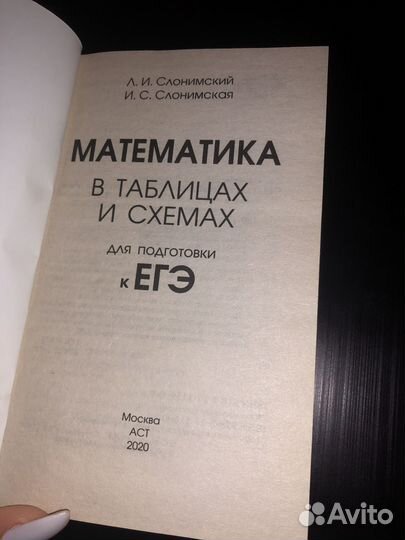 Л. И. Слонимский
И. С. Слонимская
МАТЕМАТИКА
В ТАБЛИЦАХ
И СХЕМАХ
ДЛЯ ПОДГОТОВКИ
к ЕГЭ
Москва
АСТ
2020
Avito